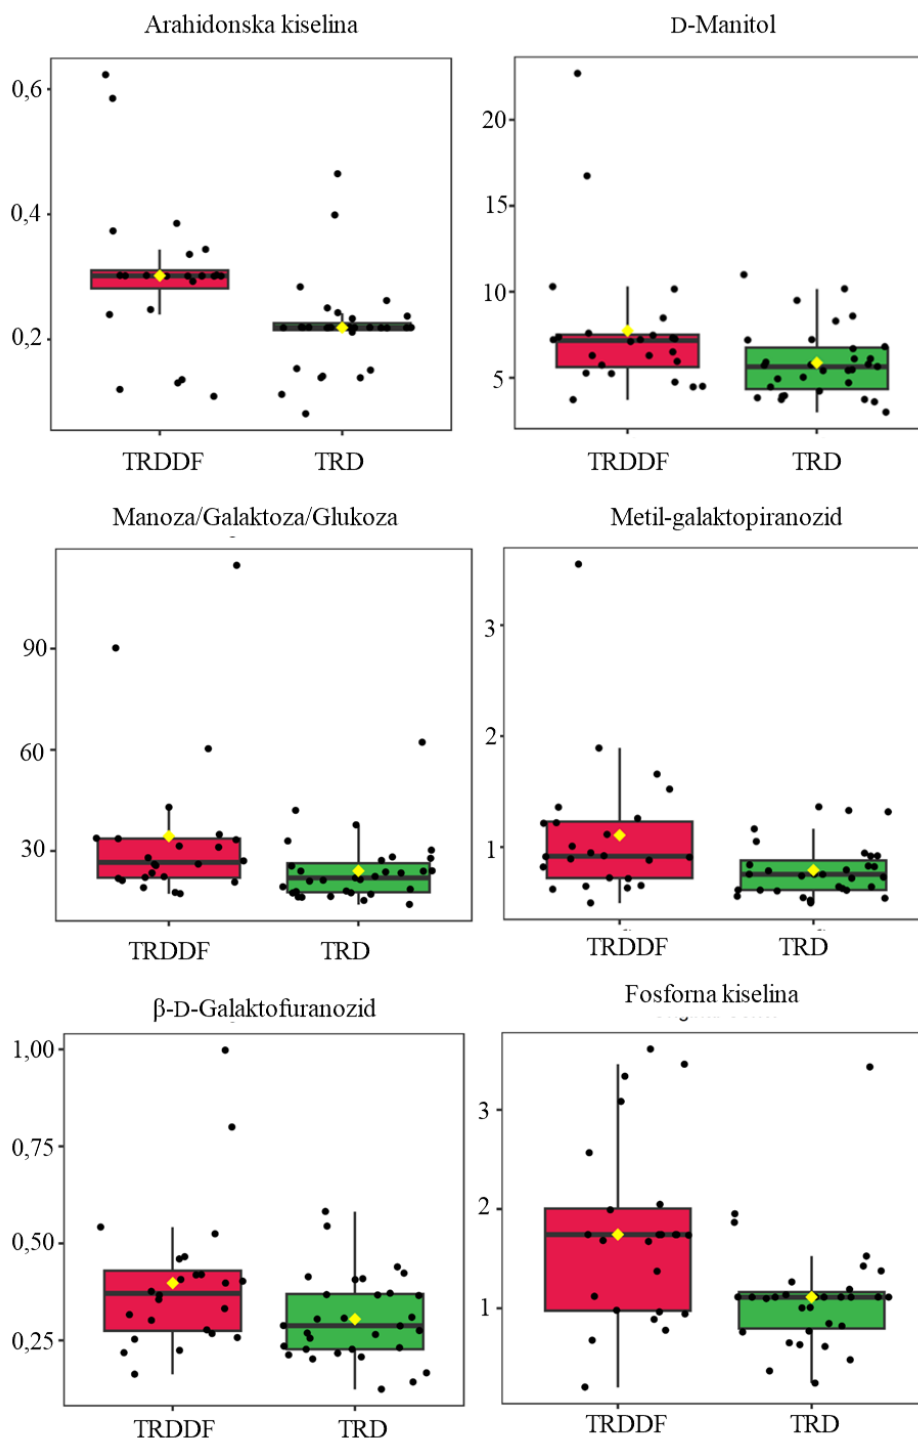 Arahidonska kiselina
0,6
0,4
0,2
TRDDF TRD
D-Manitol
20
15
10
5
TRDDF TRD
Manoza/Galaktoza/Glukoza
90
60
30
TRDDF TRD
Metil-galaktopiranozid
3
2
1
TRDDF TRD
β-D-Galaktofuranozid
1,00
0,75
0,50
0,25
TRDDF TRD
Fosforna kiselina
3
2
1
TRDDF TRD